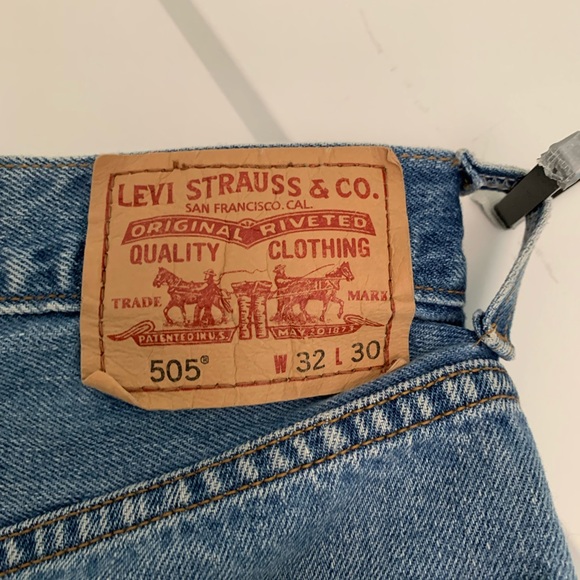 LEVI STRAUSS & CO.
SAN FRANCISCO, CAL.
ORIGINAL RIVETED
QUALITY CLOTHING
TRADE MARK
PATENTED IN U.S. MAY 20 1873
505® W 32 L 30